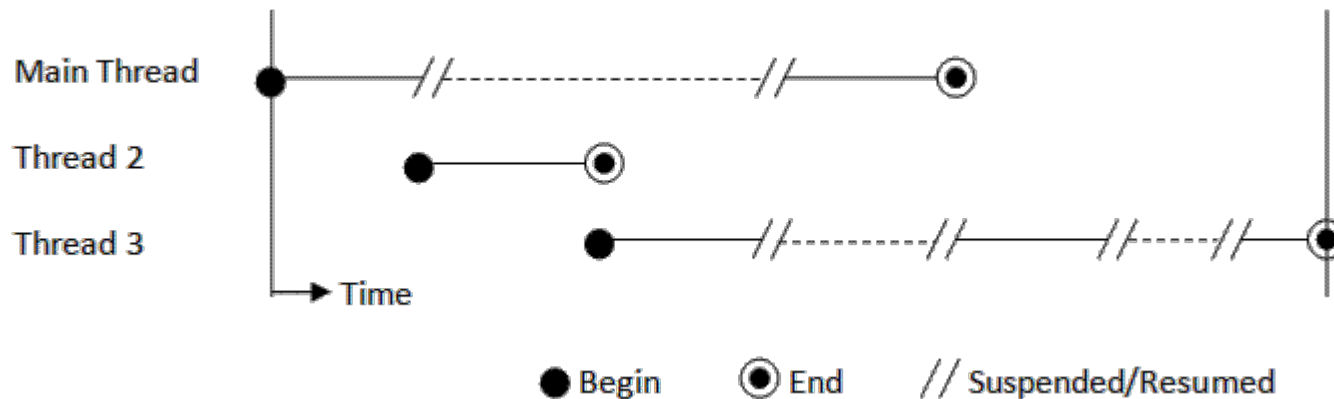 Main Thread
Thread 2
Thread 3
Time
Begin
End
// Suspended/Resumed